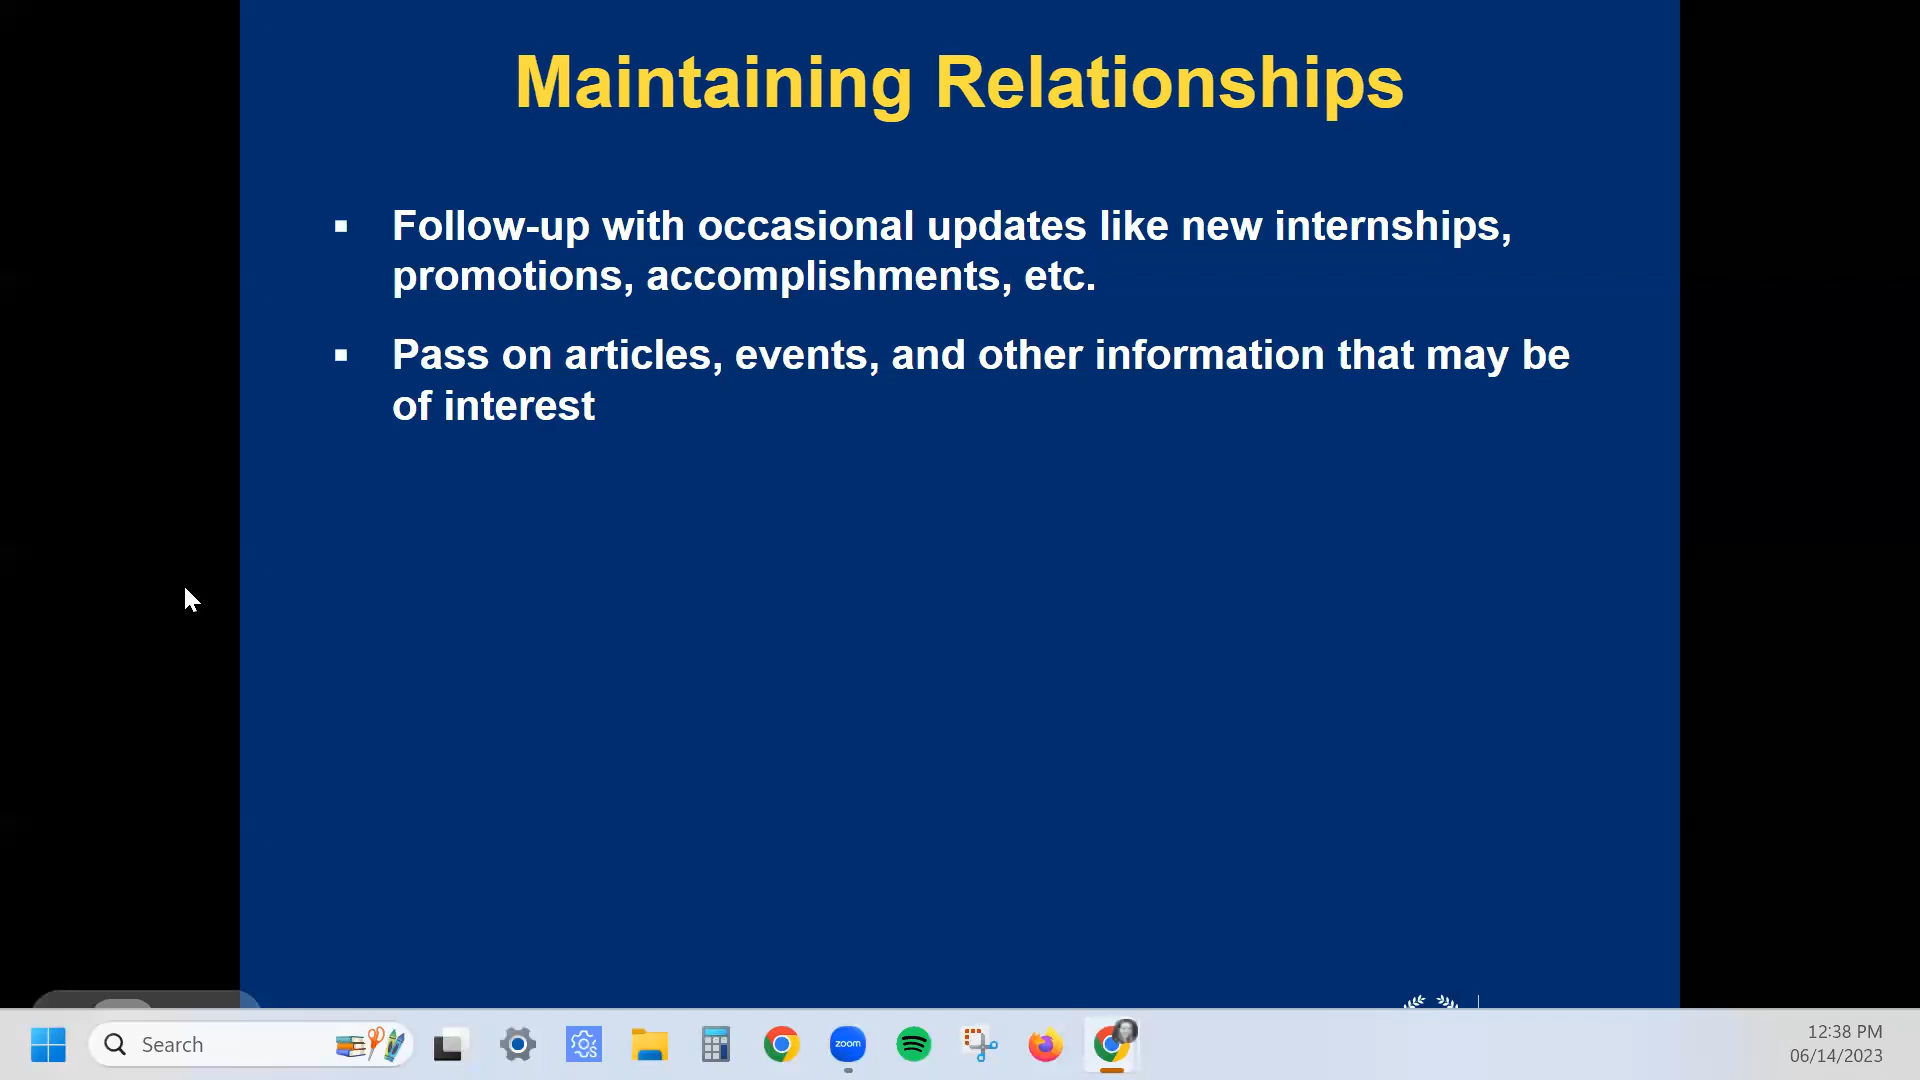 Maintaining Relationships
▪ Follow-up with occasional updates like new internships,
promotions, accomplishments, etc.
▪ Pass on articles, events, and other information that may be
of interest
Search
zoom
12:38 PM
06/14/2023